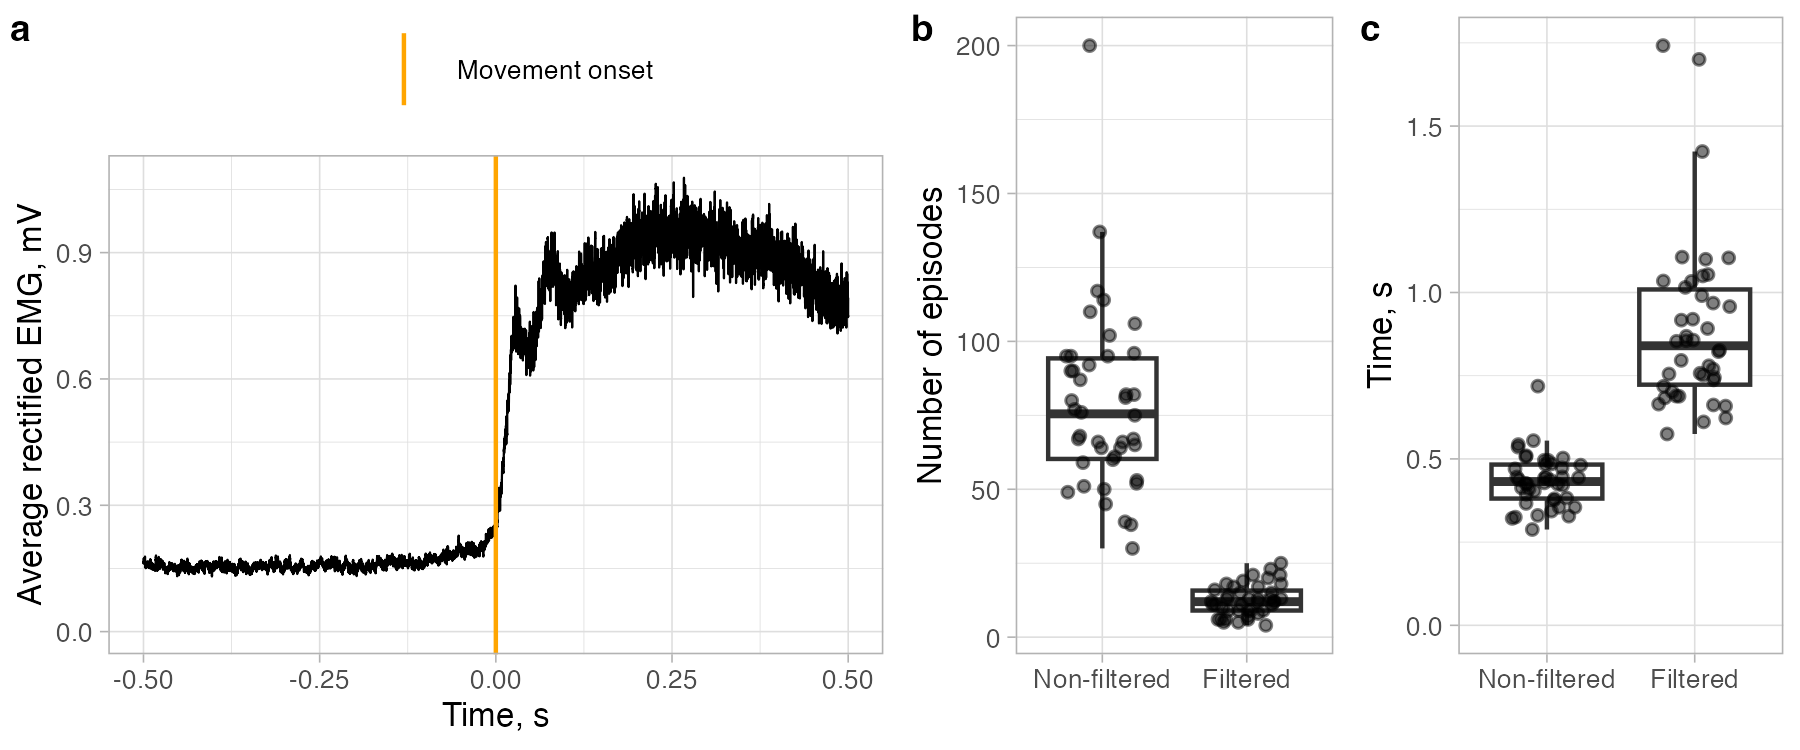 a
Movement onset
Average rectified EMG, mV
0.9
0.6
0.3
0.0
-0.50
-0.25
0.00
0.25
0.50
Time, s
b
Number of episodes
200
150
100
50
0
Non-filtered
Filtered
c
Time, s
1.5
1.0
0.5
0.0
Non-filtered
Filtered